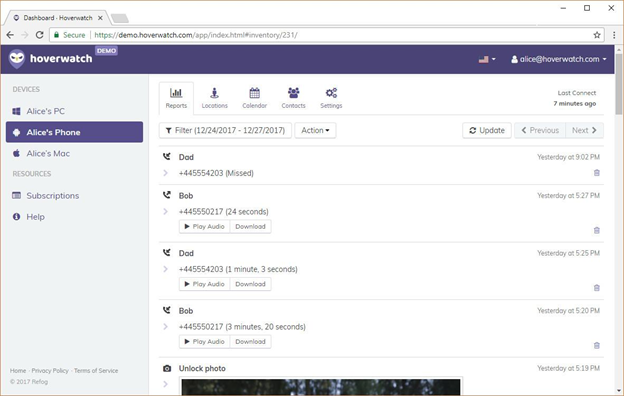 Dashboard · Hoverwatch
Secure https://demo.hoverwatch.com/app/index.html#inventory/231/
hoverwatch DEMO
alice@hoverwatch.com
DEVICES
Alice's PC
Alice's Phone
Alice's Mac
RESOURCES
Subscriptions
Help
Home · Privacy Policy · Terms of Service
© 2017 Refog
Reports Locations Calendar Contacts Settings
Last Connect
7 minutes ago
Filter (12/24/2017 - 12/27/2017) Action Update Previous Next
Dad Yesterday at 9:02 PM
+445554203 (Missed)
Bob Yesterday at 5:27 PM
+445550217 (24 seconds)
Play Audio Download
Dad Yesterday at 5:25 PM
+445554203 (1 minute, 3 seconds)
Play Audio Download
Bob Yesterday at 5:20 PM
+445550217 (3 minutes, 20 seconds)
Play Audio Download
Unlock photo Yesterday at 5:19 PM